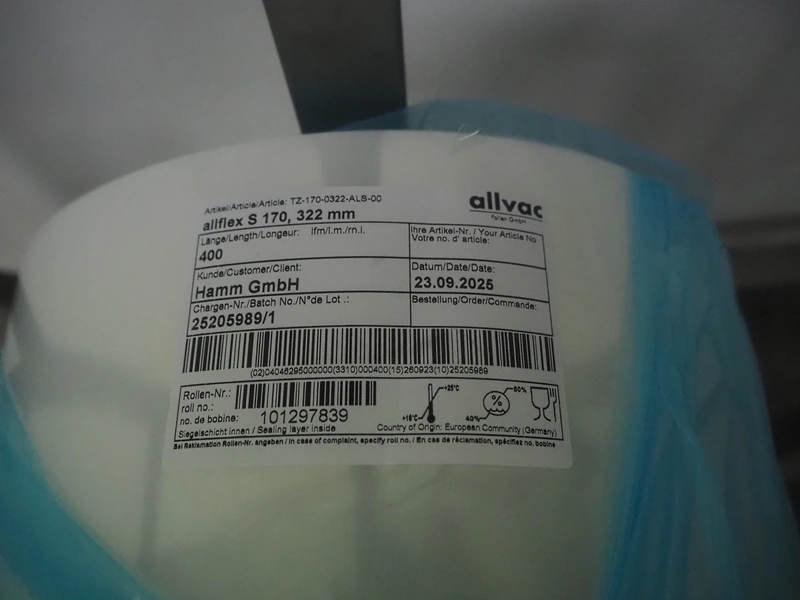 Artikel/Article/Article: TZ-170-0322-ALS-00
allflex S 170, 322 mm
allvac
Folien GmbH
Länge/Length/Longeur: lfm/l.m./m.l.
400
Ihre Artikel-Nr. / Your Article No
Votre no. d' article:
Kunde/Customer/Client:
Hamm GmbH
Datum/Date/Date:
23.09.2025
Chargen-Nr./Batch No./N°de Lot .:
25205989/1
Bestellung/Order/Commande:
(02)04046295000000(3310)000400(15)260923(10)25205989
Rollen-Nr.:
roll no.:
no. de bobine:
101297839
+18°C
+25°C
%
40%
60%
Siegelschicht innen / Sealing layer inside
Country of Origin: European Community (Germany)
Bei Reklamation Rollen-Nr. angeben / In case of complaint, specify roll no. / En cas de réclamation, spécifiez no. bobine